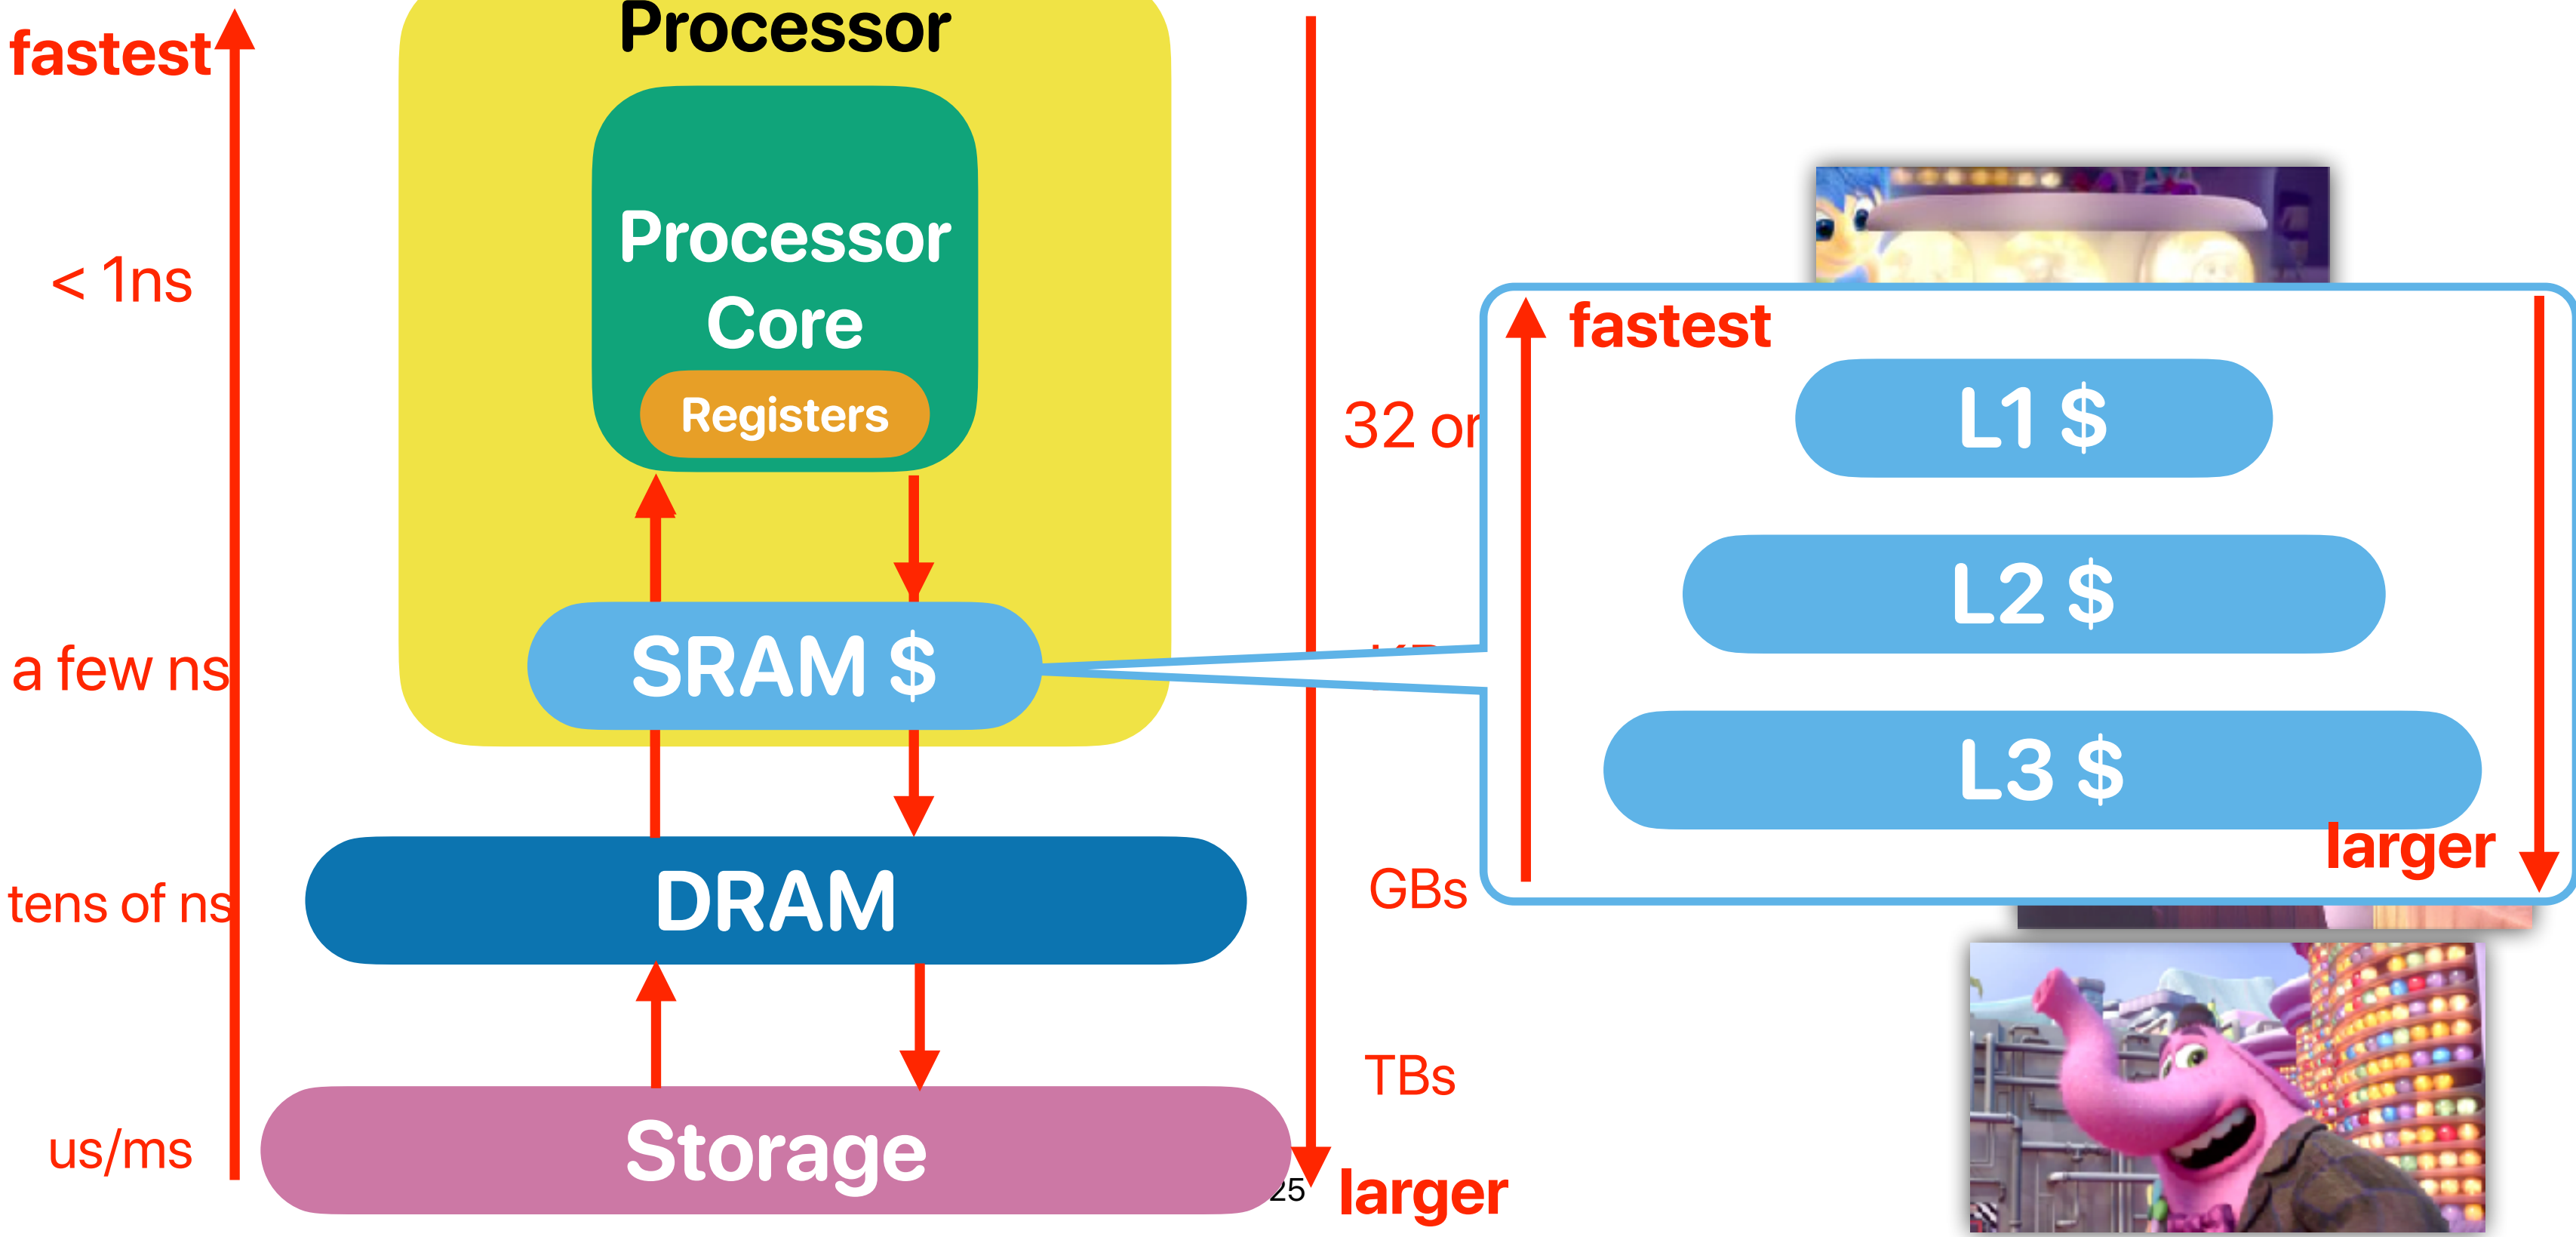 Processor
fastest
Processor
Core
< 1ns
Registers
32 or
fastest
L1 $
L2 $
L3 $
larger
a few ns
SRAM $
tens of ns
DRAM
GBs
TBs
us/ms
Storage
25
larger